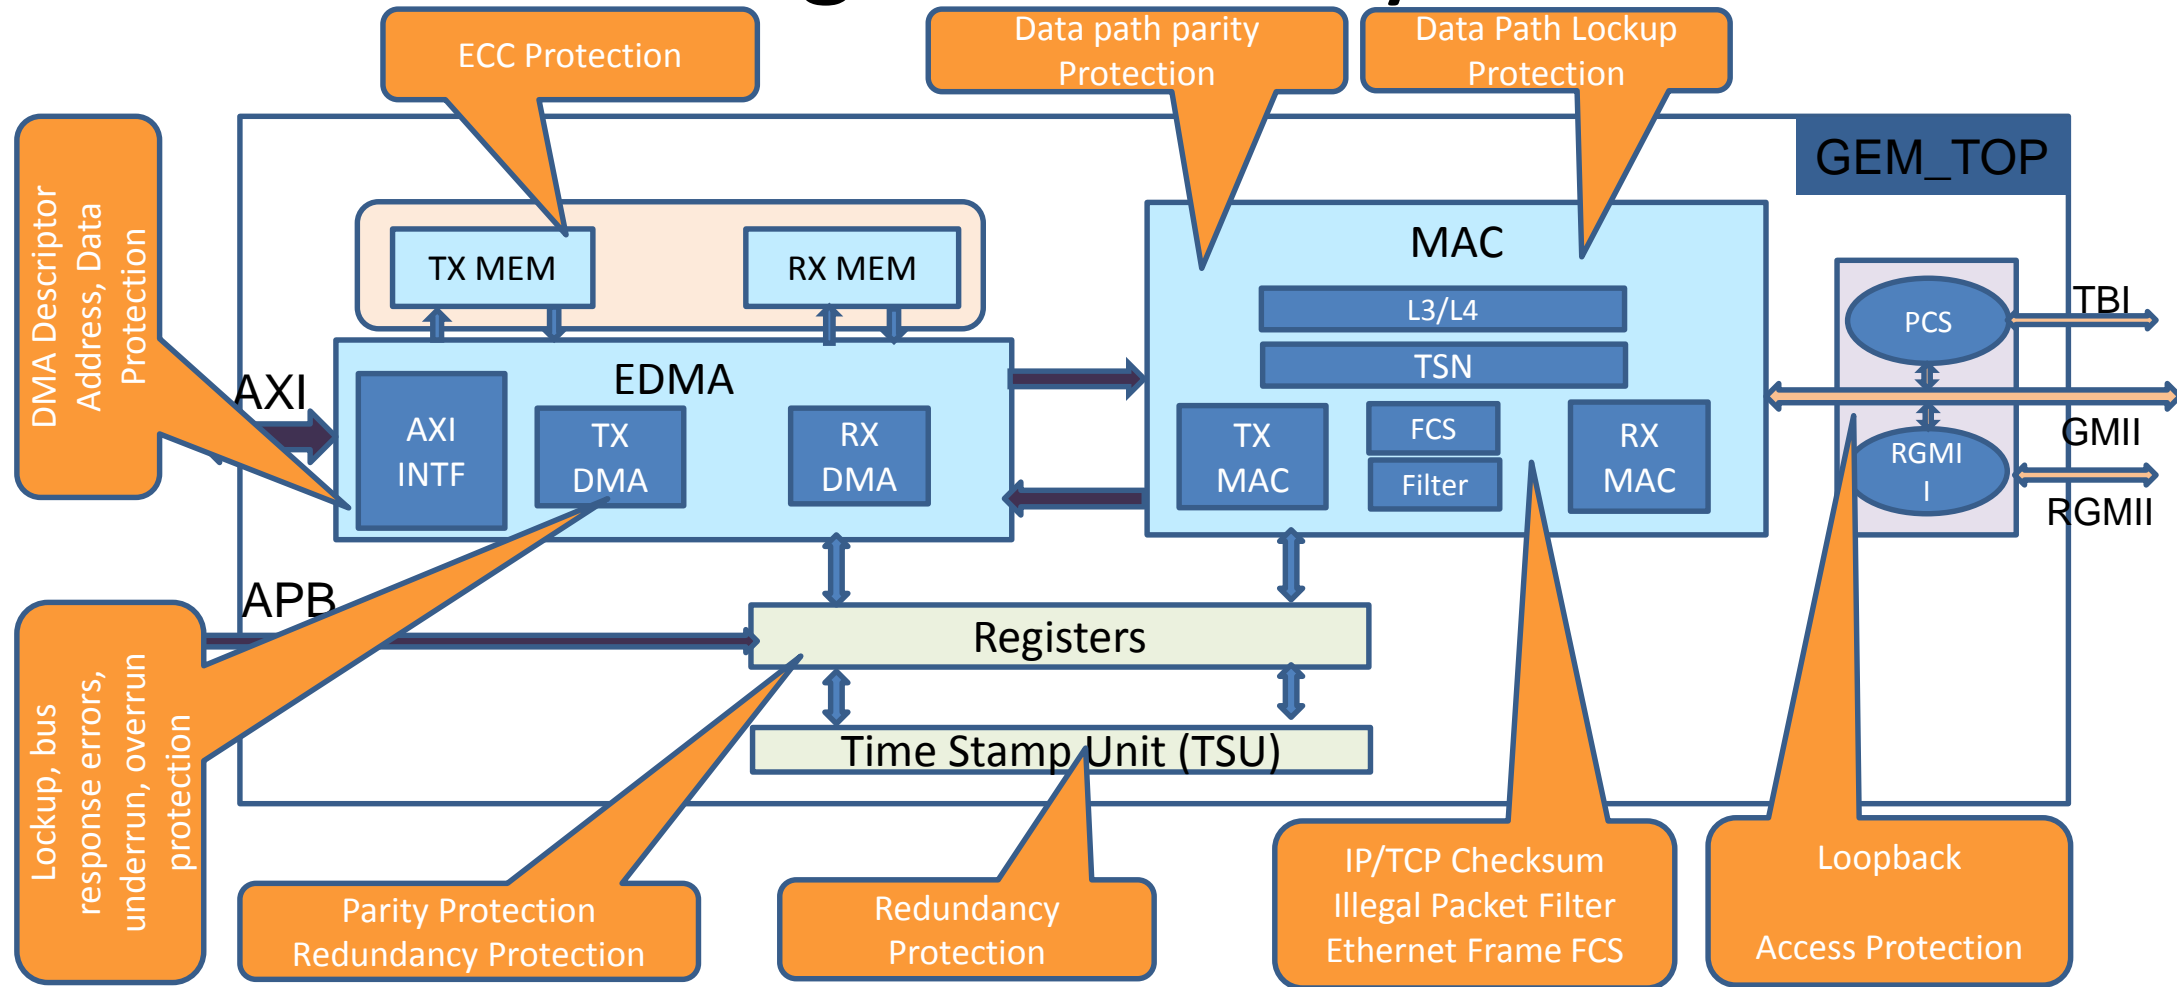 ECC Protection
Data path parity
Protection
Data Path Lockup
Protection
GEM_TOP
DMA Descriptor
Address, Data
Protection
TX MEM
RX MEM
MAC
L3/L4
TSN
PCS
TBI
EDMA
AXI
AXI
INTF
TX
DMA
RX
DMA
TX
MAC
FCS
Filter
RX
MAC
GMII
RGMI
I
RGMII
APB
Registers
Time Stamp Unit (TSU)
Lockup, bus
response errors,
underrun, overrun
protection
Parity Protection
Redundancy Protection
Redundancy
Protection
IP/TCP Checksum
Illegal Packet Filter
Ethernet Frame FCS
Loopback
Access Protection